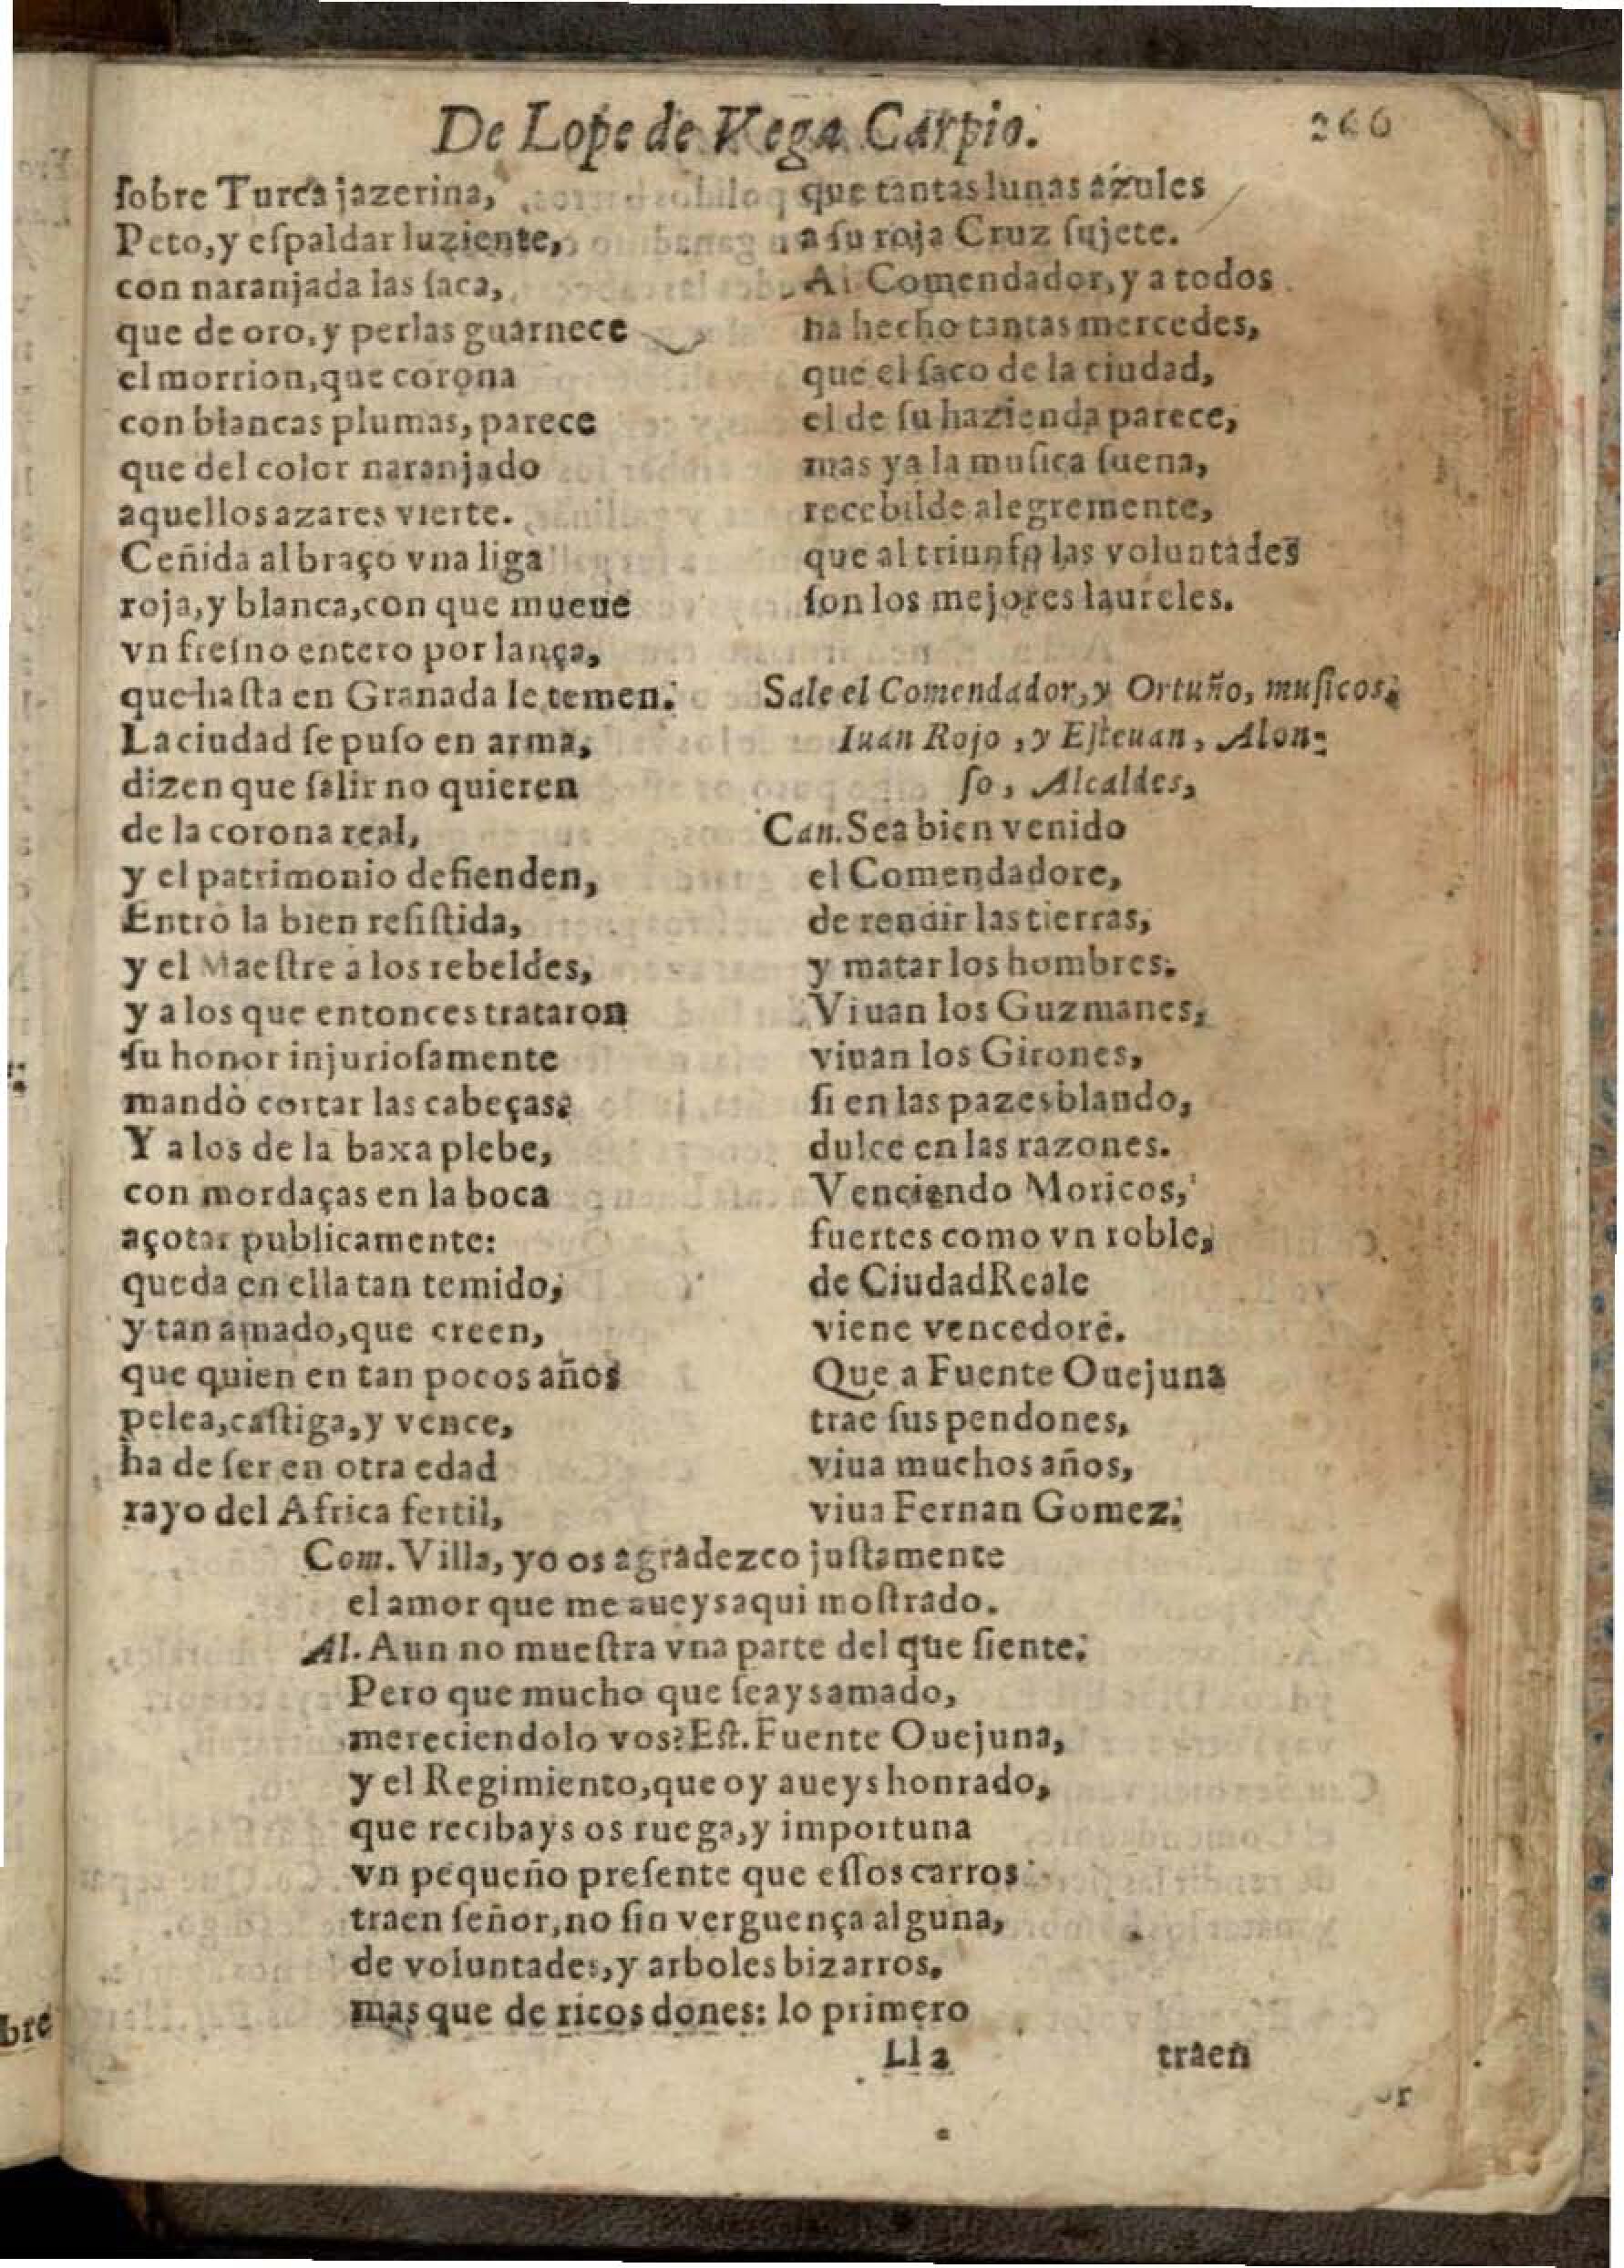 De Lope de Vega Carpio. 266
ſobre Turca jazerina,
Peto, y eſpaldar luziente,
con naranjada las ſaca,
que de oro, y perlas guarnece
el morrion, que corona
con blancas plumas, parece
que del color naranjado
aquellos azares vierte.
Ceñida al braço vna liga
roja, y blanca, con que mueue
vn freſno entero por lança,
que haſta en Granada le temen.
La ciudad ſe puſo en arma,
dizen que ſalir no quieren
de la corona real,
y el patrimonio defienden,
Entrò la bien reſiſtida,
y el Maeſtre a los rebeldes,
y a los que entonces trataron
ſu honor injurioſamente
mandò cortar las cabeças:
Y a los de la baxa plebe,
con mordaças en la boca
açotar publicamente:
queda en ella tan temido,
y tan amado, que creen,
que quien en tan pocos años
pelea, caſtiga, y vence,
ha de ſer en otra edad
rayo del Africa fertil,
que tantas lunas azules
a ſu roja Cruz ſujete.
Al Comendador, y a todos
ha hecho tantas mercedes,
que el ſaco de la ciudad,
el de ſu hazienda parece,
mas ya la muſica ſuena,
recebilde alegremente,
que al triunfo las voluntades
ſon los mejores laureles.
Sale el Comendador, y Ortuño, muſicos,
Iuan Rojo, y Eſteuan, Alon-
ſo, Alcaldes,
Can. Sea bien venido
el Comendadore,
de rendir las tierras,
y matar los hombres.
Viuan los Guzmanes,
viuan los Girones,
ſi en las pazes blando,
dulce en las razones.
Venciendo Moricos,
fuertes como vn roble,
de CiudadReale
viene vencedore.
Que a Fuente Ouejuna
trae ſus pendones,
viua muchos años,
viua Fernan Gomez.
Com. Villa, yo os agradezco juſtamente
el amor que me aueys aqui moſtrado.
Al. Aun no mueſtra vna parte del que ſiente.
Pero que mucho que ſeays amado,
mereciendolo vos? Eſt. Fuente Ouejuna,
y el Regimiento, que oy aueys honrado,
que recibays os ruega, y importuna
vn pequeño preſente que eſſos carros
traen ſeñor, no ſin verguença alguna,
de voluntades, y arboles bizarros,
mas que de ricos dones: lo primero
Ll 2 traen